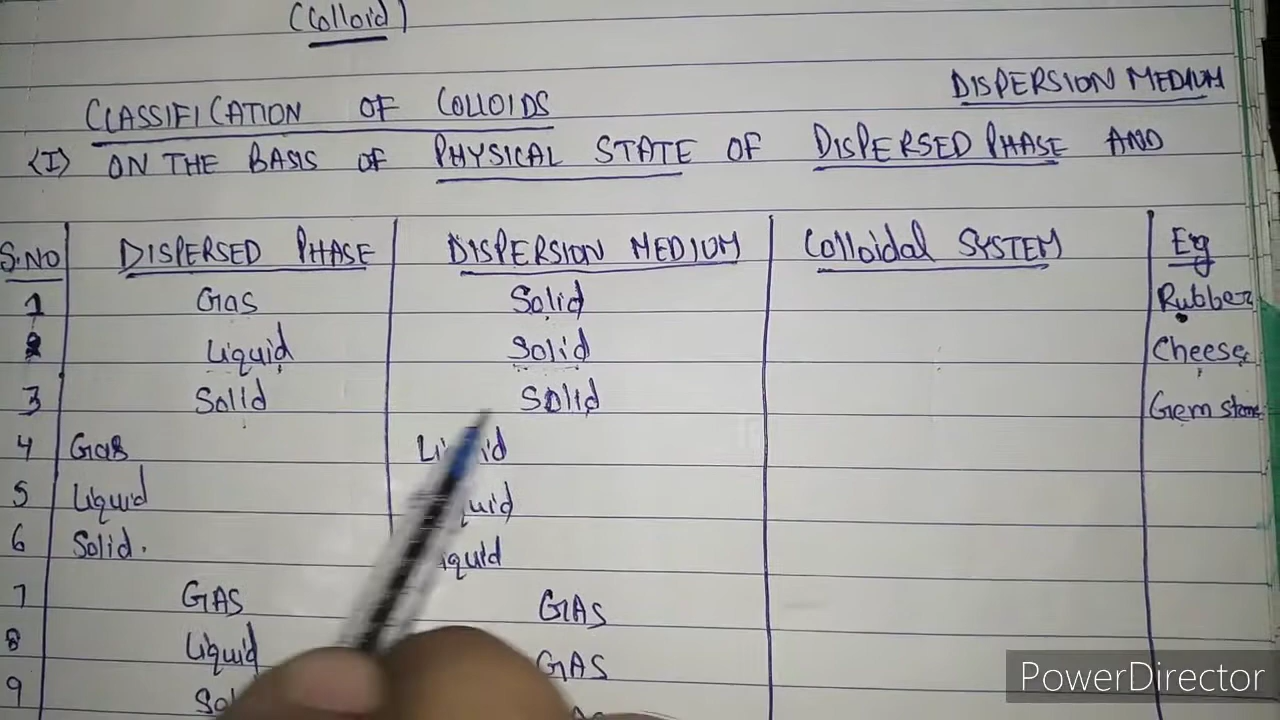 (Colloid)
CLASSIFICATION OF COLLOIDS
DISPERSION MEDIUM
(I) ON THE BASIS OF PHYSICAL STATE OF DISPERSED PHASE AND
S.NO DISPERSED PHASE DISPERSION MEDIUM Colloidal SYSTEM Eg
1 Gas Solid Rubber
2 Liquid Solid Cheese
3 Solid Solid Gem stone
4 Gas
5 Liquid
6 Solid.
7 GAS GAS
8 Liquid GAS
9
PowerDirector